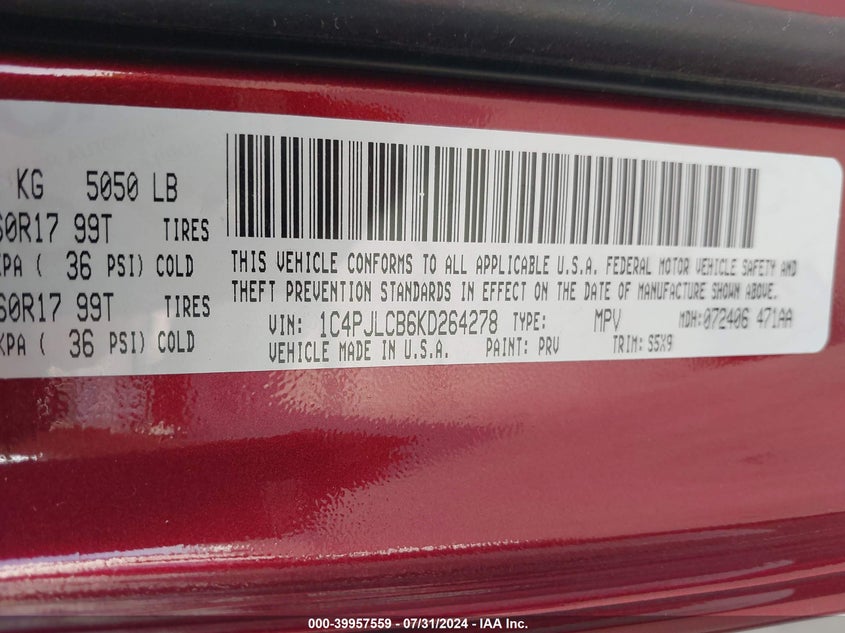 KG 5050 LB
60R17 99T TIRES
KPA ( 36 PSI) COLD
60R17 99T TIRES
KPA ( 36 PSI) COLD
THIS VEHICLE CONFORMS TO ALL APPLICABLE U.S.A. FEDERAL MOTOR VEHICLE SAFETY AND
THEFT PREVENTION STANDARDS IN EFFECT ON THE DATE OF MANUFACTURE SHOWN ABOVE.
VIN: 1C4PJLCB6KD264278 TYPE: MPV MDH:072406 471AA
VEHICLE MADE IN U.S.A. PAINT: PRV TRIM: S5X9
000-39957559 - 07/31/2024 - IAA Inc.